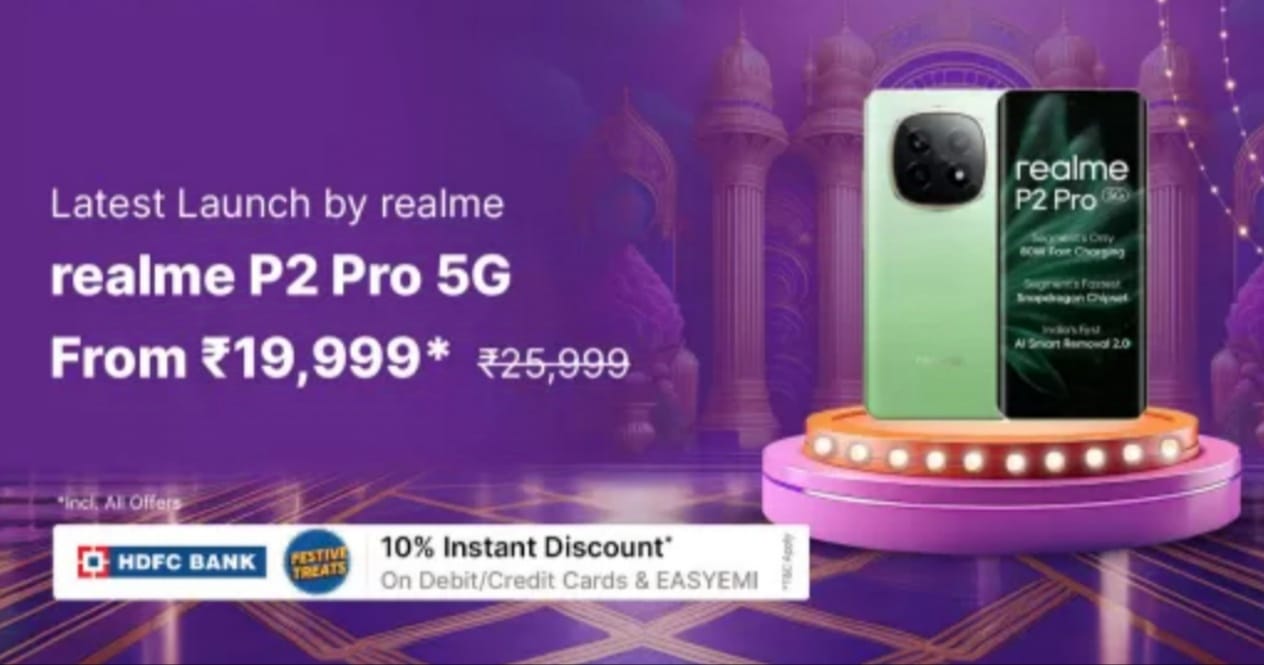 Latest Launch by realme
realme P2 Pro 5G
From ₹19,999* ₹25,999
*incl. All Offers
HDFC BANK
FESTIVE
TREATS
10% Instant Discount*
On Debit/Credit Cards & EASYEMI
*T&C Apply
realme
P2 Pro 5G
Segment's Only
80W Fast Charging
Segment's Fastest
Snapdragon Chipset
India's First
AI Smart Removal 2.0